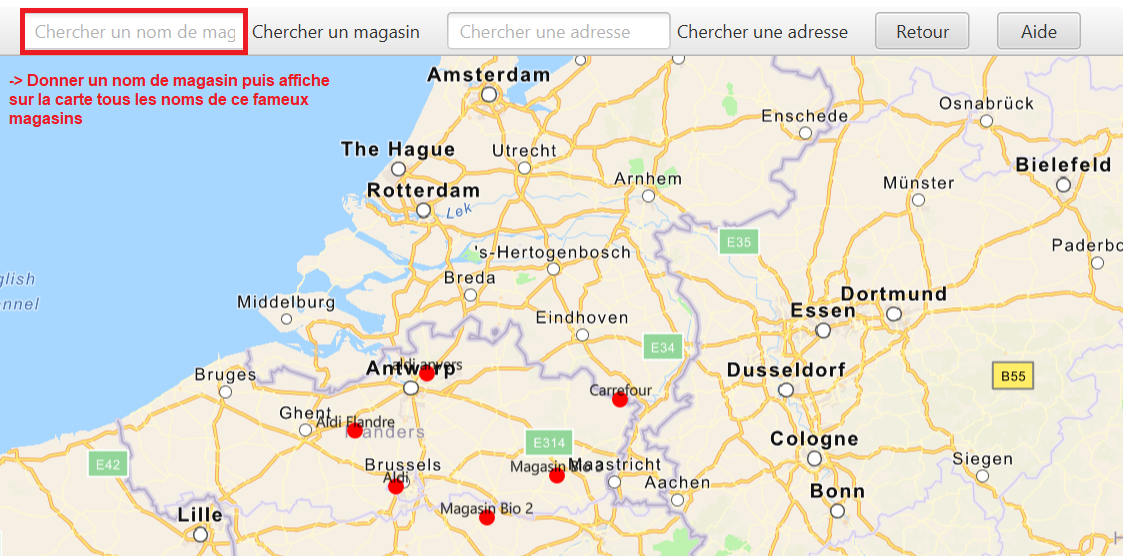 Chercher un nom de mag
Chercher un magasin
Chercher une adresse
Chercher une adresse
Retour
Aide
-> Donner un nom de magasin puis affiche
sur la carte tous les noms de ce fameux
magasins
Amsterdam
Osnabrück
Enschede
The Hague
Utrecht
Bielefeld
Arnhem
Münster
Rotterdam
Lek
E35
Paderbo
's-Hertogenbosch
glish
nnel
Breda
Dortmund
Middelburg
Essen
Eindhoven
E34
aldi anvers
Antwerp
Dusseldorf
Bruges
Carrefour
B55
Ghent
Aldi Flandre
Flanders
E314
Cologne
E42
Brussels
Magasin Bio 3
Maastricht
Siegen
Aldi
Aachen
Bonn
Magasin Bio 2
Lille
H